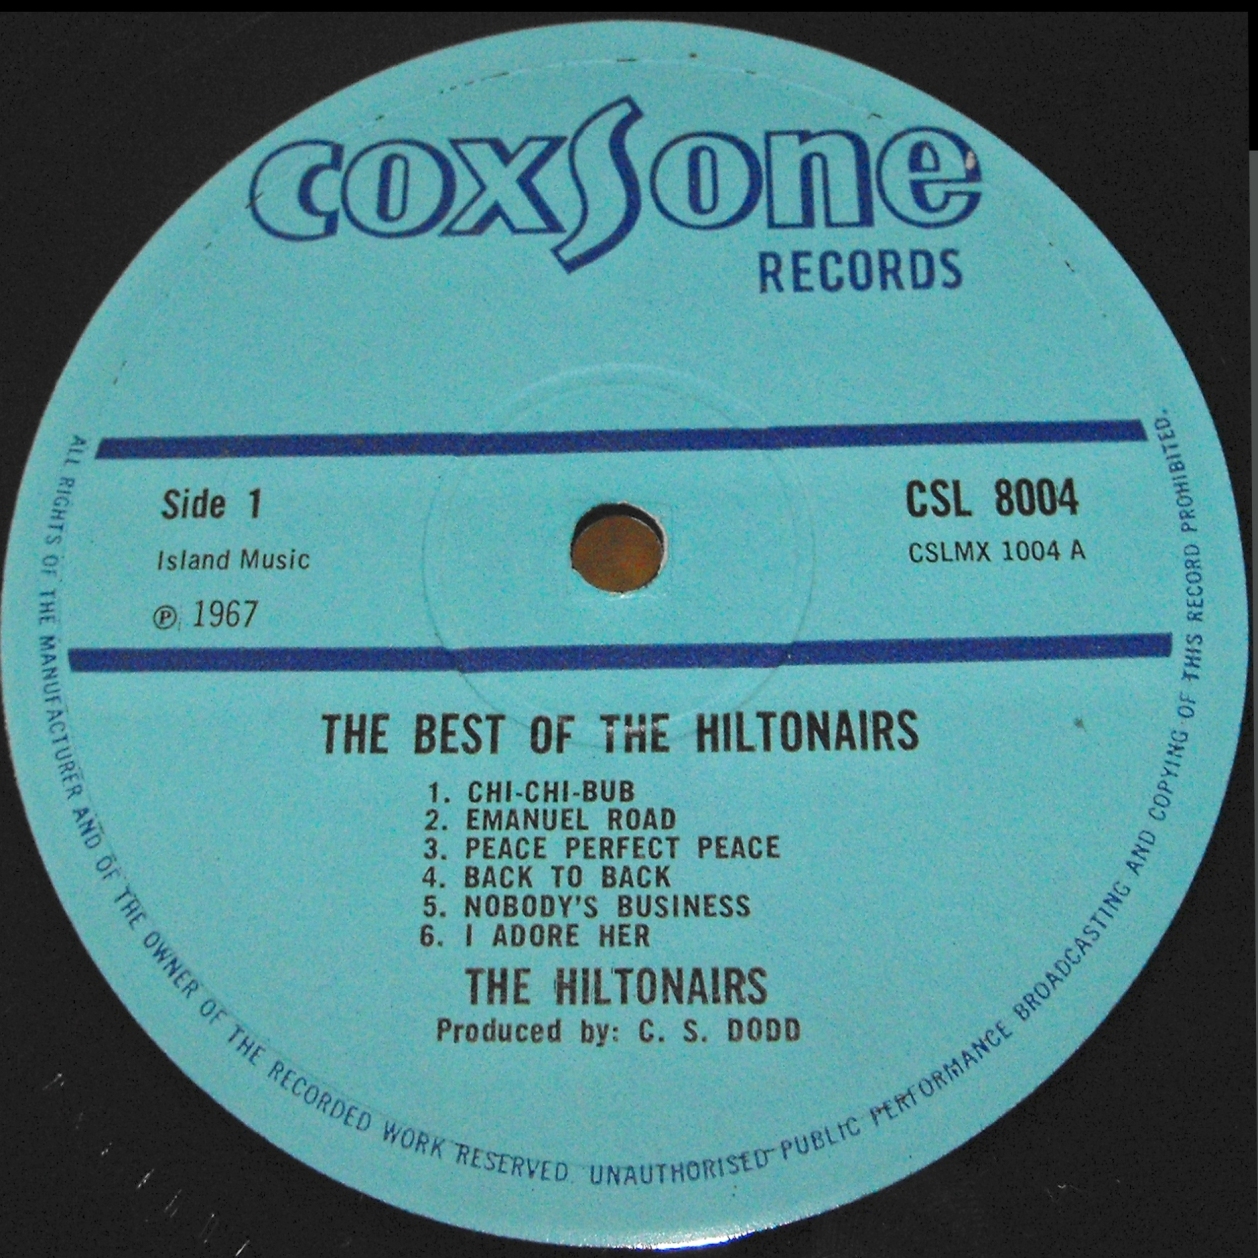 coxSone
RECORDS
Side 1
CSL 8004
Island Music
CSLMX 1004 A
℗ 1967
THE BEST OF THE HILTONAIRS
1. CHI-CHI-BUB
2. EMANUEL ROAD
3. PEACE PERFECT PEACE
4. BACK TO BACK
5. NOBODY'S BUSINESS
6. I ADORE HER
THE HILTONAIRS
Produced by: C. S. DODD
ALL RIGHTS OF THE MANUFACTURER AND OF THE OWNER OF THE RECORDED WORK RESERVED. UNAUTHORISED PUBLIC PERFORMANCE BROADCASTING AND COPYING OF THIS RECORD PROHIBITED.